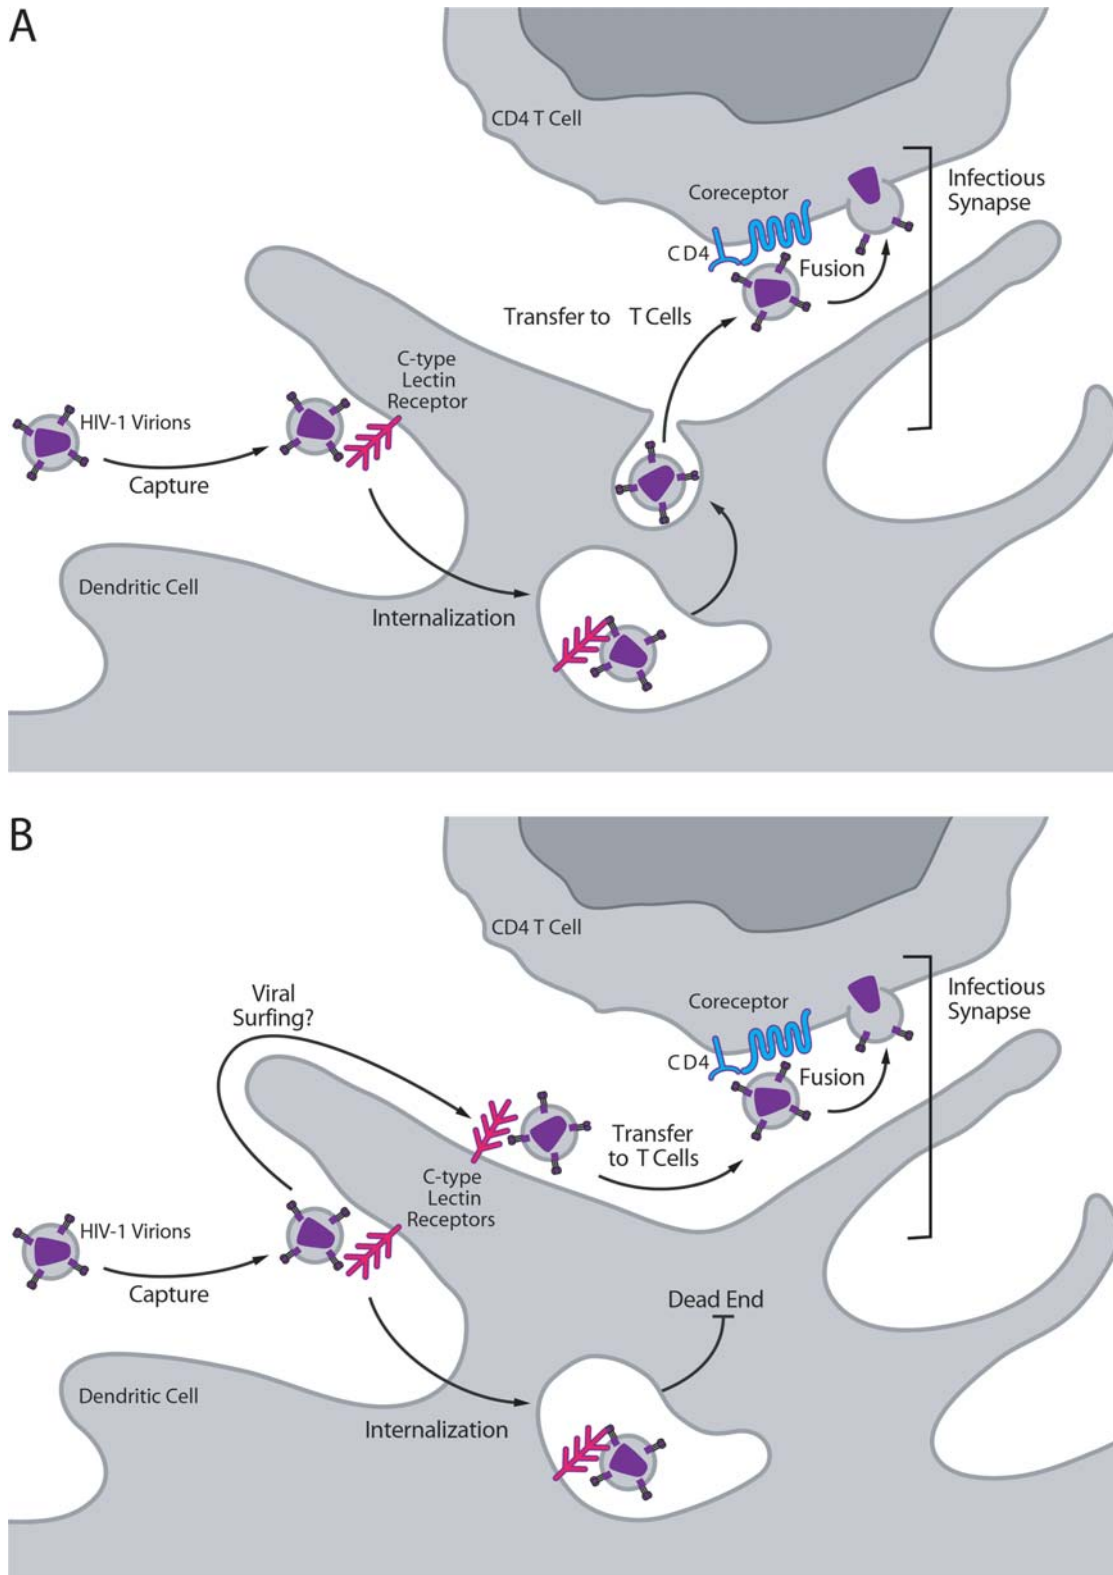 A
CD4 T Cell
Coreceptor
CD4
Fusion
Infectious
Synapse
Transfer to T Cells
C-type
Lectin
Receptor
HIV-1 Virions
Capture
Dendritic Cell
Internalization
B
CD4 T Cell
Viral
Surfing?
Coreceptor
CD4
Fusion
Infectious
Synapse
Transfer
to T Cells
C-type
Lectin
Receptors
HIV-1 Virions
Capture
Dead End
Dendritic Cell
Internalization